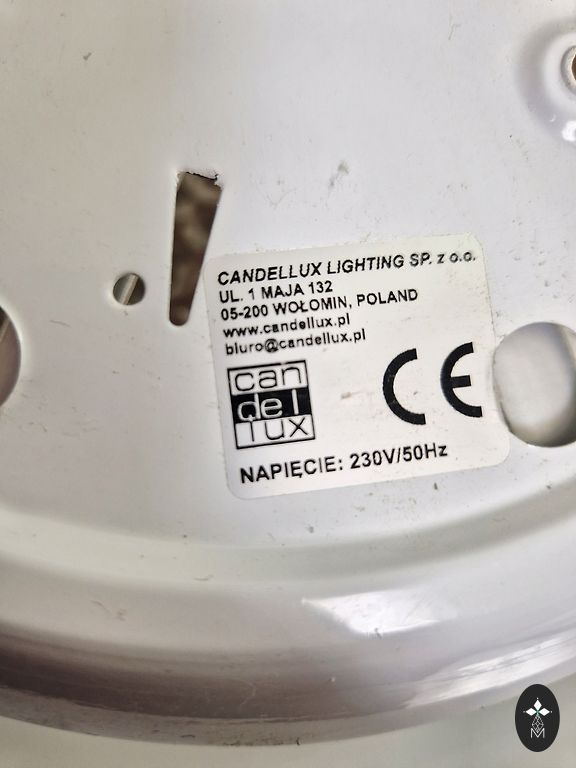 CANDELLUX LIGHTING SP. z o.o.
UL. 1 MAJA 132
05-200 WOŁOMIN, POLAND
www.candellux.pl
biuro@candellux.pl
can
del
lux
CE
NAPIĘCIE: 230V/50Hz
M